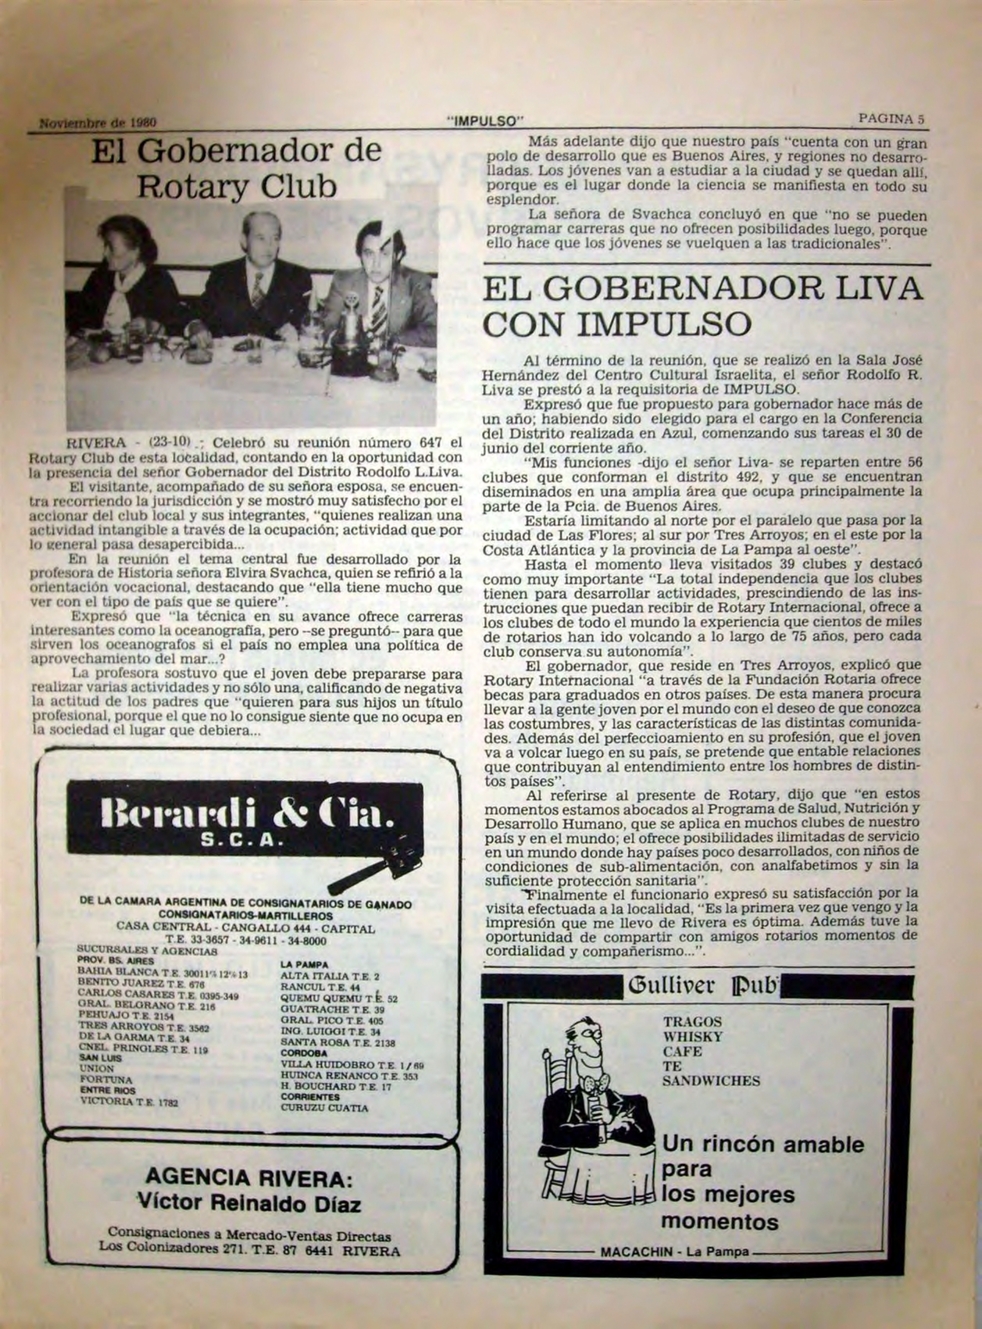 Noviembre de 1980
"IMPULSO"
PAGINA 5
El Gobernador de
Rotary Club
RIVERA - (23-10) .; Celebró su reunión número 647 el
Rotary Club de esta localidad, contando en la oportunidad con
la presencia del señor Gobernador del Distrito Rodolfo L.Liva.
El visitante, acompañado de su señora esposa, se encuen-
tra recorriendo la jurisdicción y se mostró muy satisfecho por el
accionar del club local y sus integrantes, "quienes realizan una
actividad intangible a través de la ocupación; actividad que por
lo general pasa desapercibida...
En la reunión el tema central fue desarrollado por la
profesora de Historia señora Elvira Svachca, quien se refirió a la
orientación vocacional, destacando que "ella tiene mucho que
ver con el tipo de país que se quiere".
Expresó que "la técnica en su avance ofrece carreras
interesantes como la oceanografía, pero --se preguntó-- para que
sirven los oceanografos si el país no emplea una política de
aprovechamiento del mar...?
La profesora sostuvo que el joven debe prepararse para
realizar varias actividades y no sólo una, calificando de negativa
la actitud de los padres que "quieren para sus hijos un título
profesional, porque el que no lo consigue siente que no ocupa en
la sociedad el lugar que debiera...
Más adelante dijo que nuestro país "cuenta con un gran
polo de desarrollo que es Buenos Aires, y regiones no desarro-
lladas. Los jóvenes van a estudiar a la ciudad y se quedan allí,
porque es el lugar donde la ciencia se manifiesta en todo su
esplendor.
La señora de Svachca concluyó en que "no se pueden
programar carreras que no ofrecen posibilidades luego, porque
ello hace que los jóvenes se vuelquen a las tradicionales".
EL GOBERNADOR LIVA
CON IMPULSO
Al término de la reunión, que se realizó en la Sala José
Hernández del Centro Cultural Israelita, el señor Rodolfo R.
Liva se prestó a la requisitoria de IMPULSO.
Expresó que fue propuesto para gobernador hace más de
un año; habiendo sido elegido para el cargo en la Conferencia
del Distrito realizada en Azul, comenzando sus tareas el 30 de
junio del corriente año.
"Mis funciones -dijo el señor Liva- se reparten entre 56
clubes que conforman el distrito 492, y que se encuentran
diseminados en una amplia área que ocupa principalmente la
parte de la Pcia. de Buenos Aires.
Estaría limitando al norte por el paralelo que pasa por la
ciudad de Las Flores; al sur por Tres Arroyos; en el este por la
Costa Atlántica y la provincia de La Pampa al oeste".
Hasta el momento lleva visitados 39 clubes y destacó
como muy importante "La total independencia que los clubes
tienen para desarrollar actividades, prescindiendo de las ins-
trucciones que puedan recibir de Rotary Internacional, ofrece a
los clubes de todo el mundo la experiencia que cientos de miles
de rotarios han ido volcando a lo largo de 75 años, pero cada
club conserva su autonomía".
El gobernador, que reside en Tres Arroyos, explicó que
Rotary Internacional "a través de la Fundación Rotaria ofrece
becas para graduados en otros países. De esta manera procura
llevar a la gente joven por el mundo con el deseo de que conozca
las costumbres, y las características de las distintas comunida-
des. Además del perfeccioamiento en su profesión, que el joven
va a volcar luego en su país, se pretende que entable relaciones
que contribuyan al entendimiento entre los hombres de distin-
tos países".
Al referirse al presente de Rotary, dijo que "en estos
momentos estamos abocados al Programa de Salud, Nutrición y
Desarrollo Humano, que se aplica en muchos clubes de nuestro
país y en el mundo; el ofrece posibilidades ilimitadas de servicio
en un mundo donde hay países poco desarrollados, con niños de
condiciones de sub-alimentación, con analfabetimos y sin la
suficiente protección sanitaria".
Finalmente el funcionario expresó su satisfacción por la
visita efectuada a la localidad, "Es la primera vez que vengo y la
impresión que me llevo de Rivera es óptima. Además tuve la
oportunidad de compartir con amigos rotarios momentos de
cordialidad y compañerismo...".
Berardi & Cia.
S.C.A.
DE LA CAMARA ARGENTINA DE CONSIGNATARIOS DE GANADO
CONSIGNATARIOS-MARTILLEROS
CASA CENTRAL - CANGALLO 444 - CAPITAL
T.E. 33-3657 - 34-9611 - 34-8000
SUCURSALES Y AGENCIAS
PROV. BS. AIRES
BAHIA BLANCA T.E. 30011
BENITO JUAREZ T.E. 676
CARLOS CASARES T.E. 0395-349
GRAL. BELGRANO T.E. 216
PEHUAJO T.E. 2154
TRES ARROYOS T.E. 3562
DE LA GARMA T.E. 34
CNEL. PRINGLES T.E. 119
SAN LUIS
UNION
FORTUNA
ENTRE RIOS
VICTORIA T.E. 1782
LA PAMPA
ALTA ITALIA T.E. 2
RANCUL T.E. 44
QUEMU QUEMU T.E. 52
GUATRACHE T.E. 39
GRAL. PICO T.E. 405
ING. LUIGGI T.E. 34
SANTA ROSA T.E. 2138
CORDOBA
VILLA HUIDOBRO T.E. 1/69
HUINCA RENANCO T.E. 353
H. BOUCHARD T.E. 17
CORRIENTES
CURUZU CUATIA
AGENCIA RIVERA:
Víctor Reinaldo Díaz
Consignaciones a Mercado-Ventas Directas
Los Colonizadores 271. T.E. 87 6441 RIVERA
Gulliver Pub
TRAGOS
WHISKY
CAFE
TE
SANDWICHES
Un rincón amable
para
los mejores
momentos
MACACHIN - La Pampa